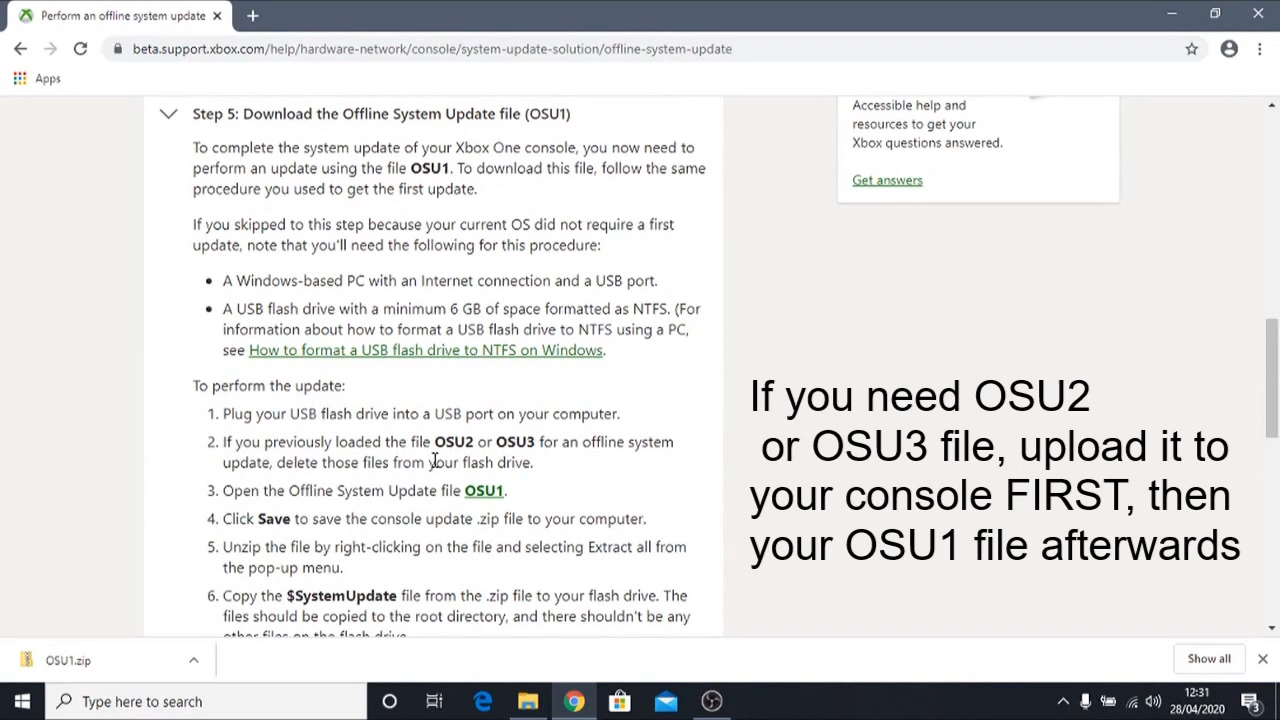 Perform an offline system update
beta.support.xbox.com/help/hardware-network/console/system-update-solution/offline-system-update
Apps
Step 5: Download the Offline System Update file (OSU1)
To complete the system update of your Xbox One console, you now need to
perform an update using the file OSU1. To download this file, follow the same
procedure you used to get the first update.
If you skipped to this step because your current OS did not require a first
update, note that you'll need the following for this procedure:
• A Windows-based PC with an Internet connection and a USB port.
• A USB flash drive with a minimum 6 GB of space formatted as NTFS. (For
information about how to format a USB flash drive to NTFS using a PC,
see How to format a USB flash drive to NTFS on Windows.
To perform the update:
1. Plug your USB flash drive into a USB port on your computer.
2. If you previously loaded the file OSU2 or OSU3 for an offline system
update, delete those files from your flash drive.
3. Open the Offline System Update file OSU1.
4. Click Save to save the console update .zip file to your computer.
5. Unzip the file by right-clicking on the file and selecting Extract all from
the pop-up menu.
6. Copy the $SystemUpdate file from the .zip file to your flash drive. The
files should be copied to the root directory, and there shouldn't be any
other files on the flash drive.
Accessible help and
resources to get your
Xbox questions answered.
Get answers
If you need OSU2
or OSU3 file, upload it to
your console FIRST, then
your OSU1 file afterwards
OSU1.zip
Show all
Type here to search
12:31
28/04/2020
3